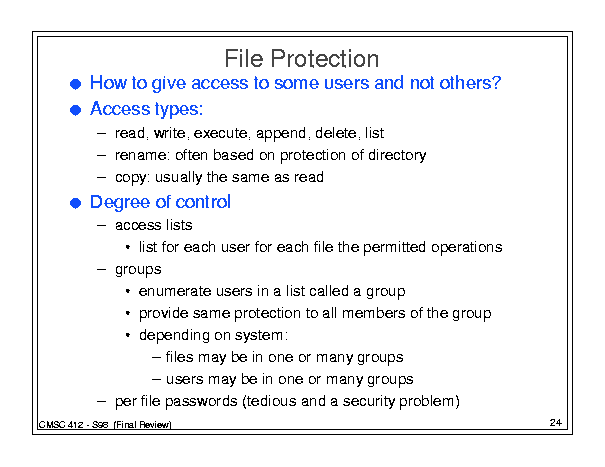 File Protection
● How to give access to some users and not others?
● Access types:
– read, write, execute, append, delete, list
– rename: often based on protection of directory
– copy: usually the same as read
● Degree of control
– access lists
• list for each user for each file the permitted operations
– groups
• enumerate users in a list called a group
• provide same protection to all members of the group
• depending on system:
– files may be in one or many groups
– users may be in one or many groups
– per file passwords (tedious and a security problem)
CMSC 412 - S98 (Final Review)
24